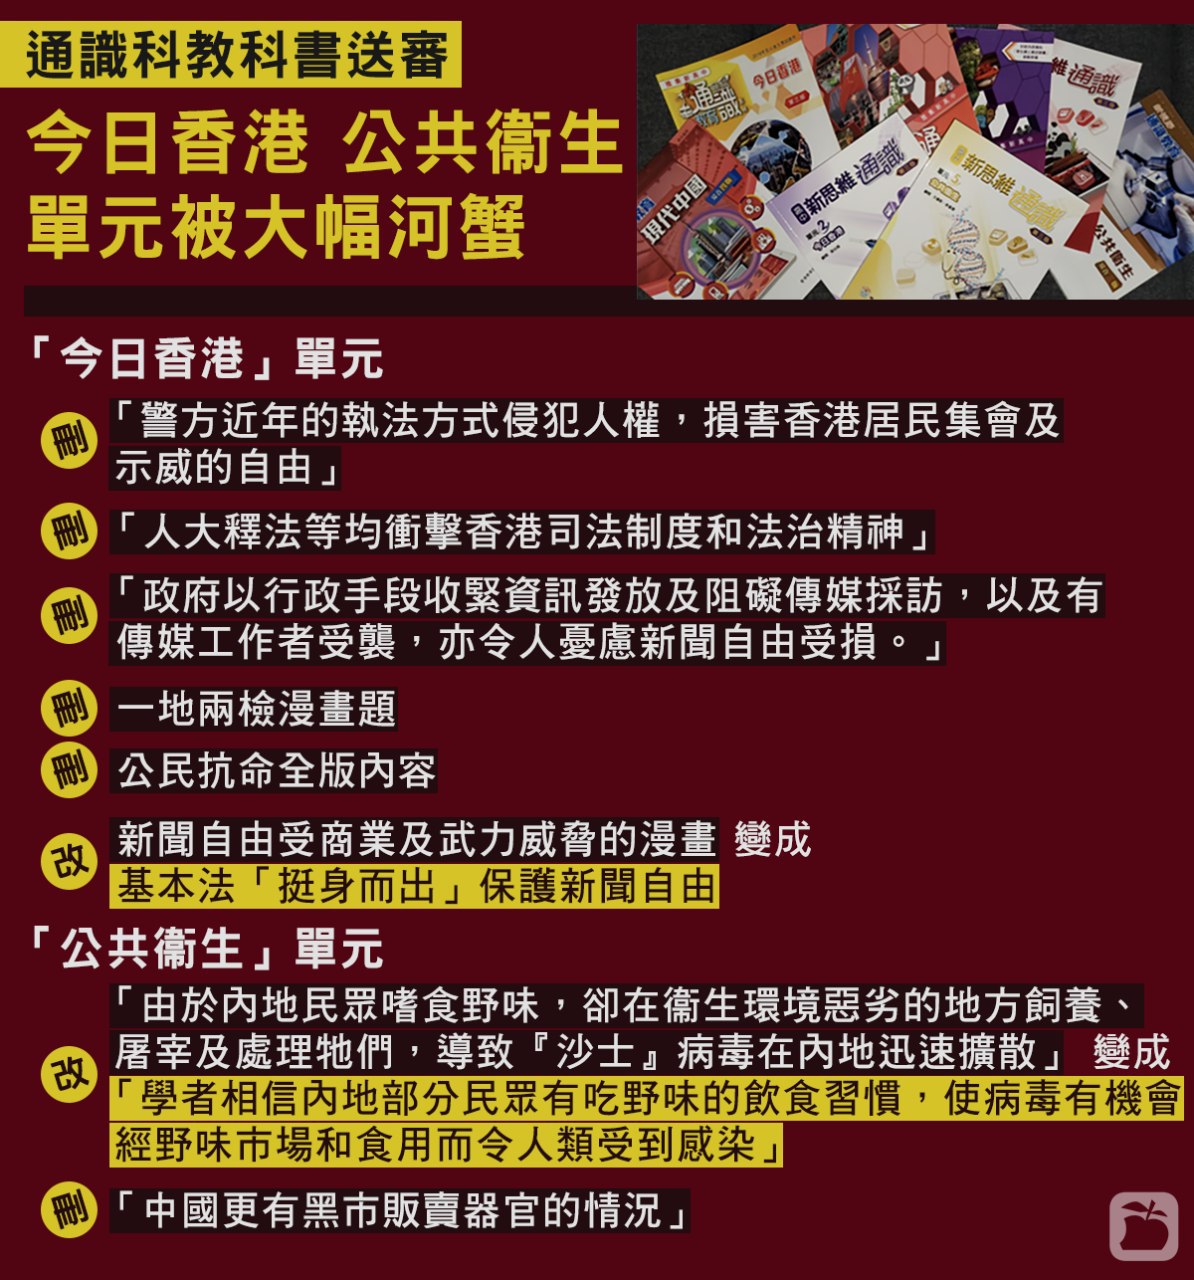 通識科教科書送審
今日香港 公共衞生
單元被大幅河蟹
通識
今日香港
現代中國
新思維 通識
單元2
今日香港
新思維 通識
維通識
公共衞生
「今日香港」單元
刪
「警方近年的執法方式侵犯人權，損害香港居民集會及
示威的自由」
刪
「人大釋法等均衝擊香港司法制度和法治精神」
刪
「政府以行政手段收緊資訊發放及阻礙傳媒採訪，以及有
傳媒工作者受襲，亦令人憂慮新聞自由受損。」
刪
一地兩檢漫畫題
刪
公民抗命全版內容
改
新聞自由受商業及武力威脅的漫畫 變成
基本法「挺身而出」保護新聞自由
「公共衞生」單元
改
「由於內地民眾嗜食野味，卻在衞生環境惡劣的地方飼養、
屠宰及處理牠們，導致『沙士』病毒在內地迅速擴散」 變成
「學者相信內地部分民眾有吃野味的飲食習慣，使病毒有機會
經野味市場和食用而令人類受到感染」
刪
「中國更有黑市販賣器官的情況」